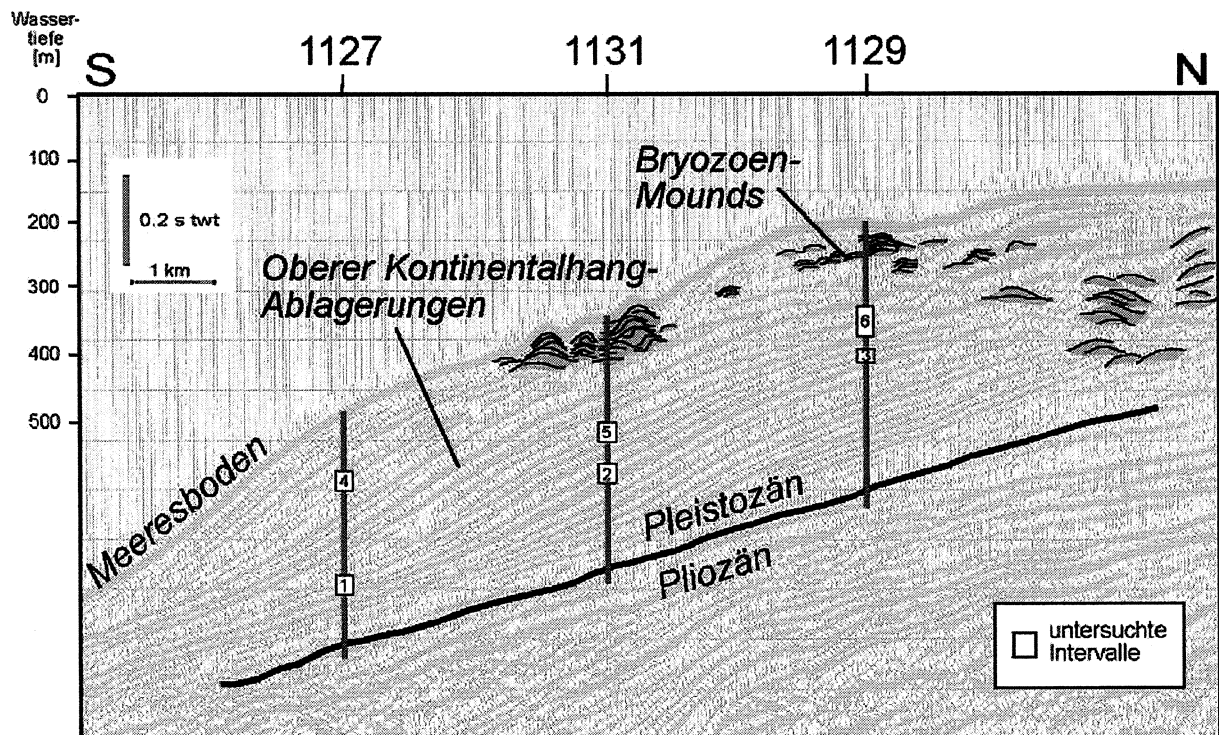 Wasser-
tiefe
[m]
S
1127
1131
1129
N
0
100
200
300
400
500
0.2 s twt
1 km
Bryozoen-
Mounds
Oberer Kontinentalhang-
Ablagerungen
Meeresboden
6
3
5
2
4
1
Pleistozän
Pliozän
untersuchte
Intervalle